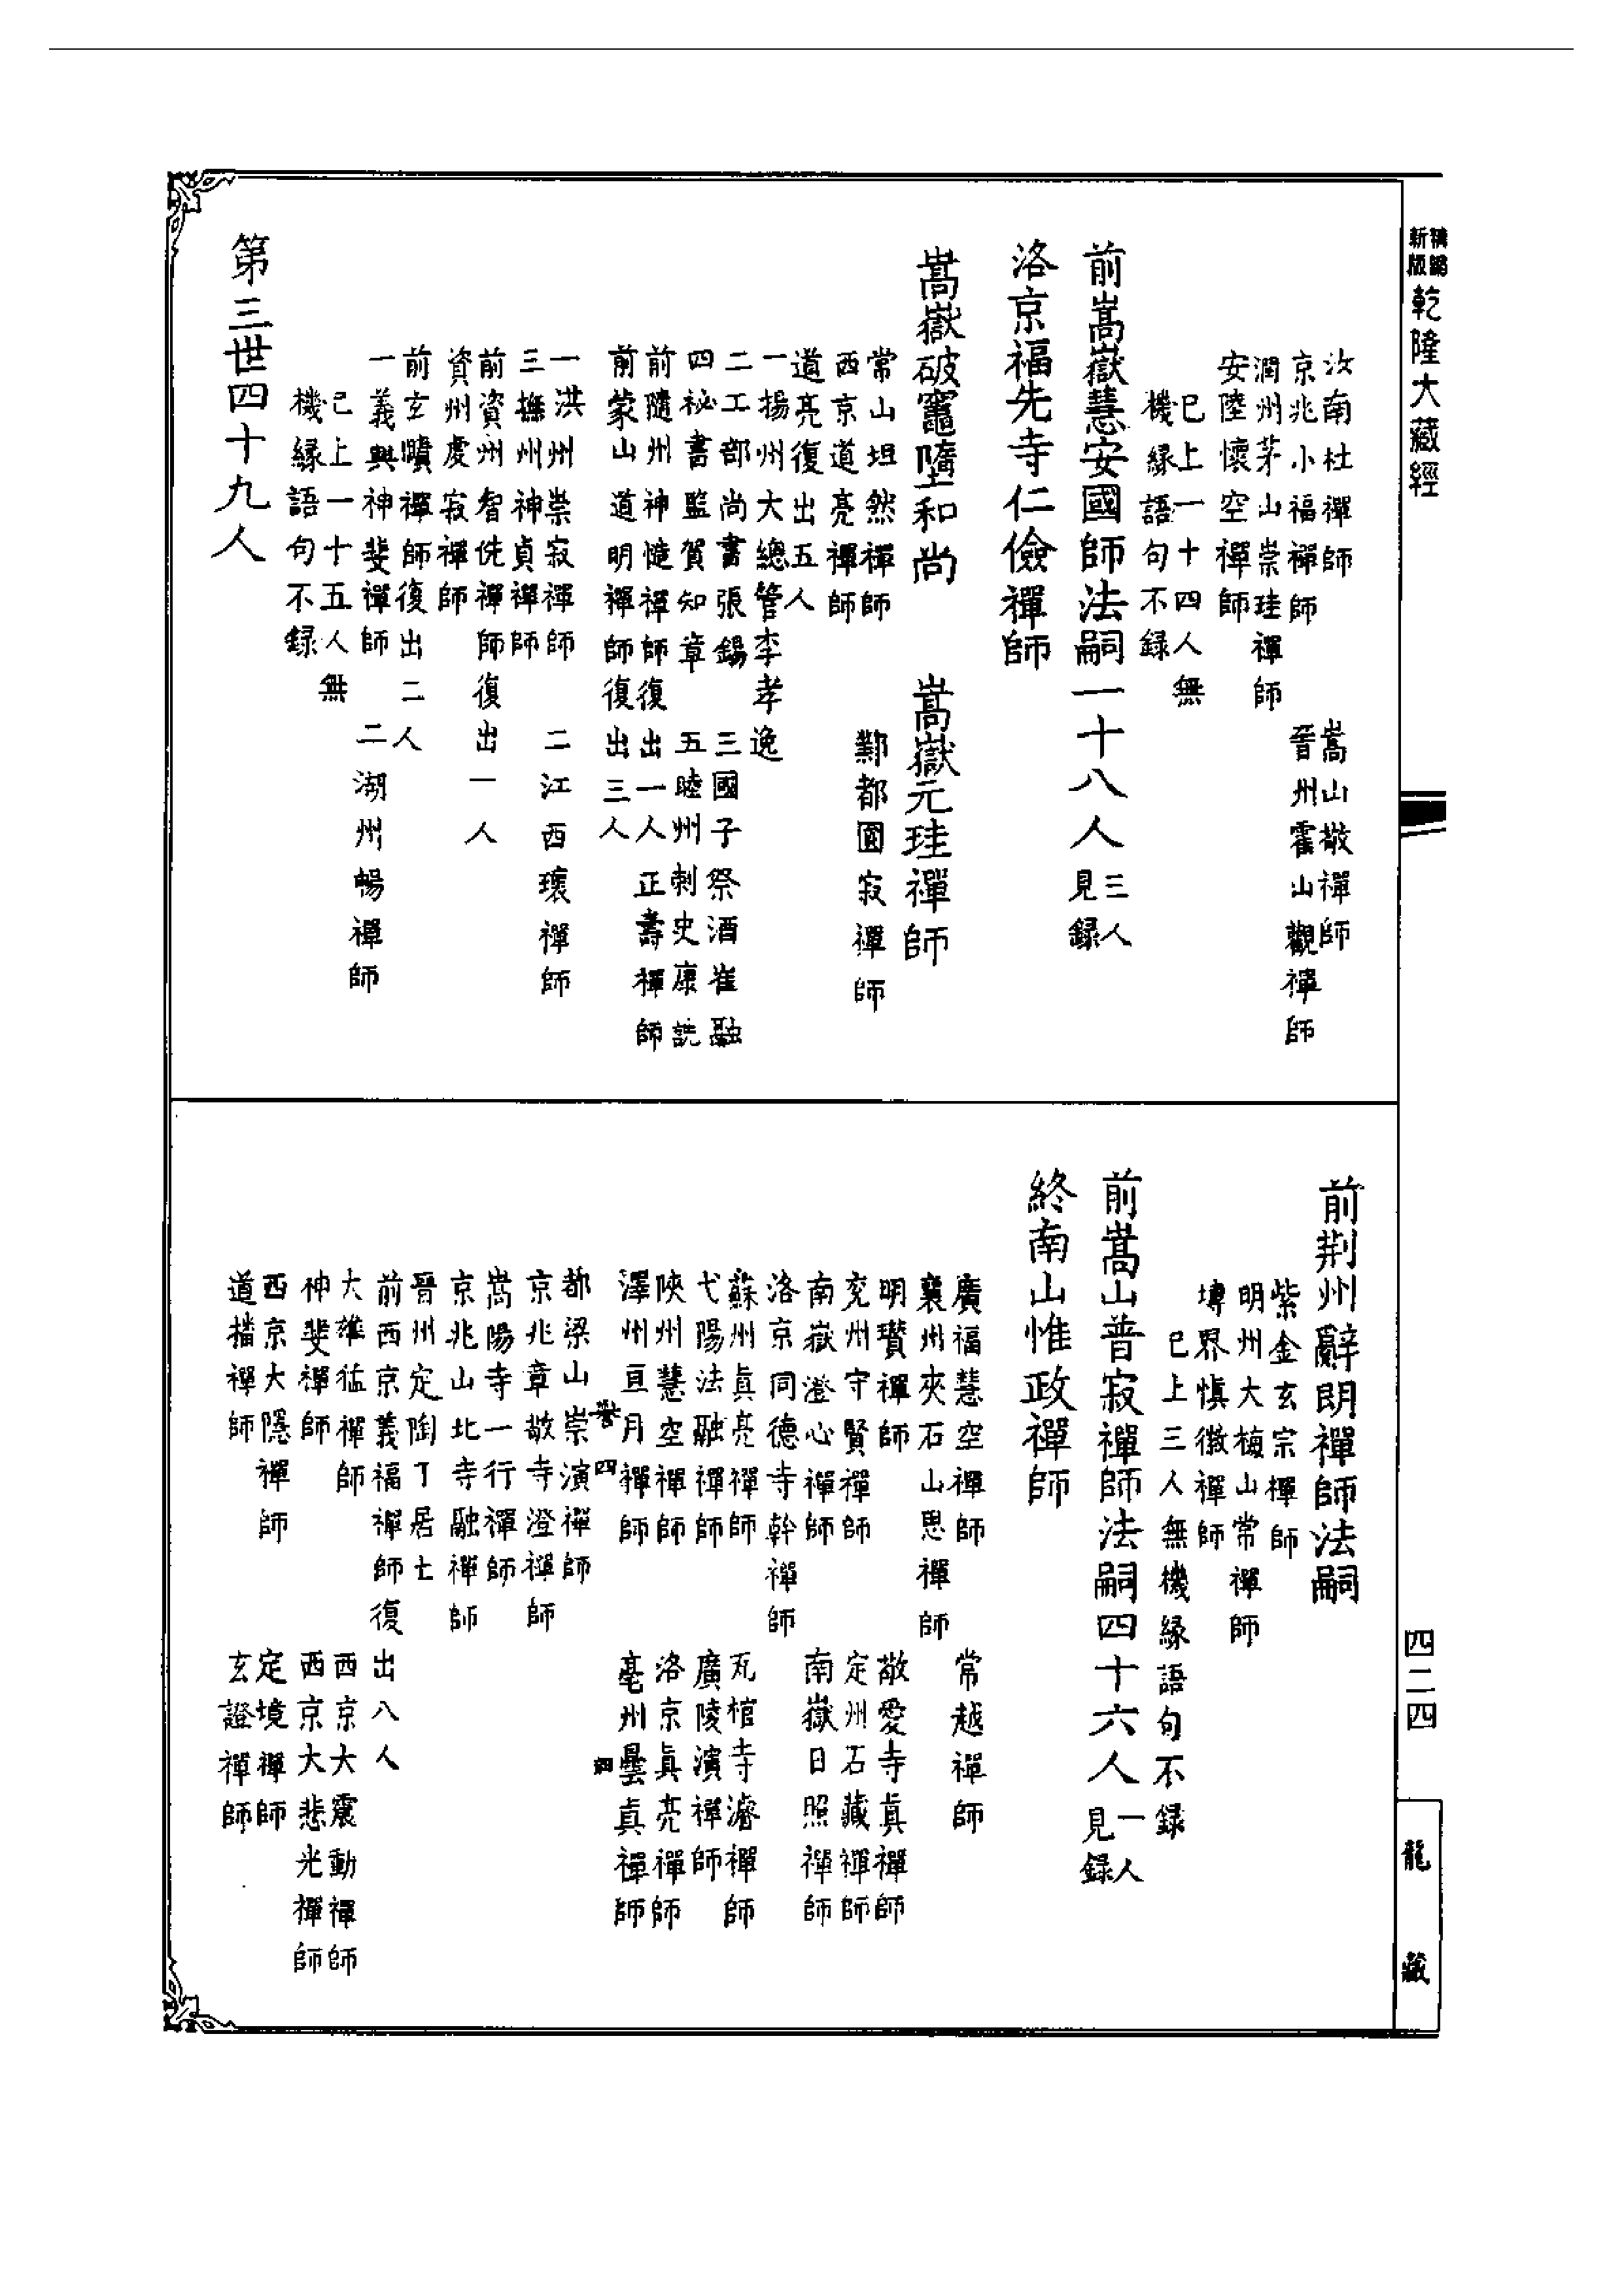 乾隆大藏經
汝南杜禪師　嵩山敬禪師
京兆小福禪師　晉州霍山觀禪師
潤州茅山崇珪禪師
安陸懷空禪師
已上一十四人無
機緣語句不録
前嵩嶽慧安國師法嗣一十八人三人見録
洛京福先寺仁儉禪師
嵩嶽破竈墮和尚　嵩嶽元珪禪師
常山坦然禪師　鄴都圓寂禪師
西京道亮禪師
道亮復出五人
一揚州大總管李孝逸
二工部尚書張錫　三國子祭酒崔融
四祕書監賀知章　五睦州刺史康詵
前隨州神慥禪師復出一人正壽禪師
前蒙山道明禪師復出三人
一洪州崇寂禪師　二江西瓌禪師
三撫州神貞禪師
前資州智侁禪師復出一人
資州處寂禪師
前玄賾禪師復出二人
一義興神斐禪師　二湖州暢禪師
已上一十五人無
機緣語句不録
第三世四十九人
前荆州辭朗禪師法嗣
紫金玄宗禪師
明州大梅山常禪師
塼界慎徽禪師
已上三人無機緣語句不録
前嵩山普寂禪師法嗣四十六人一人見録
終南山惟政禪師
廣福慧空禪師　常越禪師
襄州夾石山思禪師
明瓚禪師　敬愛寺真禪師
兖州守賢禪師　定州石藏禪師
南嶽澄心禪師　南嶽日照禪師
洛京同德寺幹禪師
蘇州真亮禪師　瓦棺寺濬禪師
弋陽法融禪師　廣陵演禪師
陝州慧空禪師　洛京真亮禪師
澤州亘月禪師　亳州曇真禪師
四
都梁山崇演禪師
京兆章敬寺澄禪師
嵩陽寺一行禪師
京兆山北寺融禪師
晉州定陶丁居士
前西京義福禪師復出八人
大雄猛禪師　西京大震動禪師
神斐禪師　西京大悲光禪師
西京大隱禪師　定境禪師
道播禪師　玄證禪師
四二四
龍藏